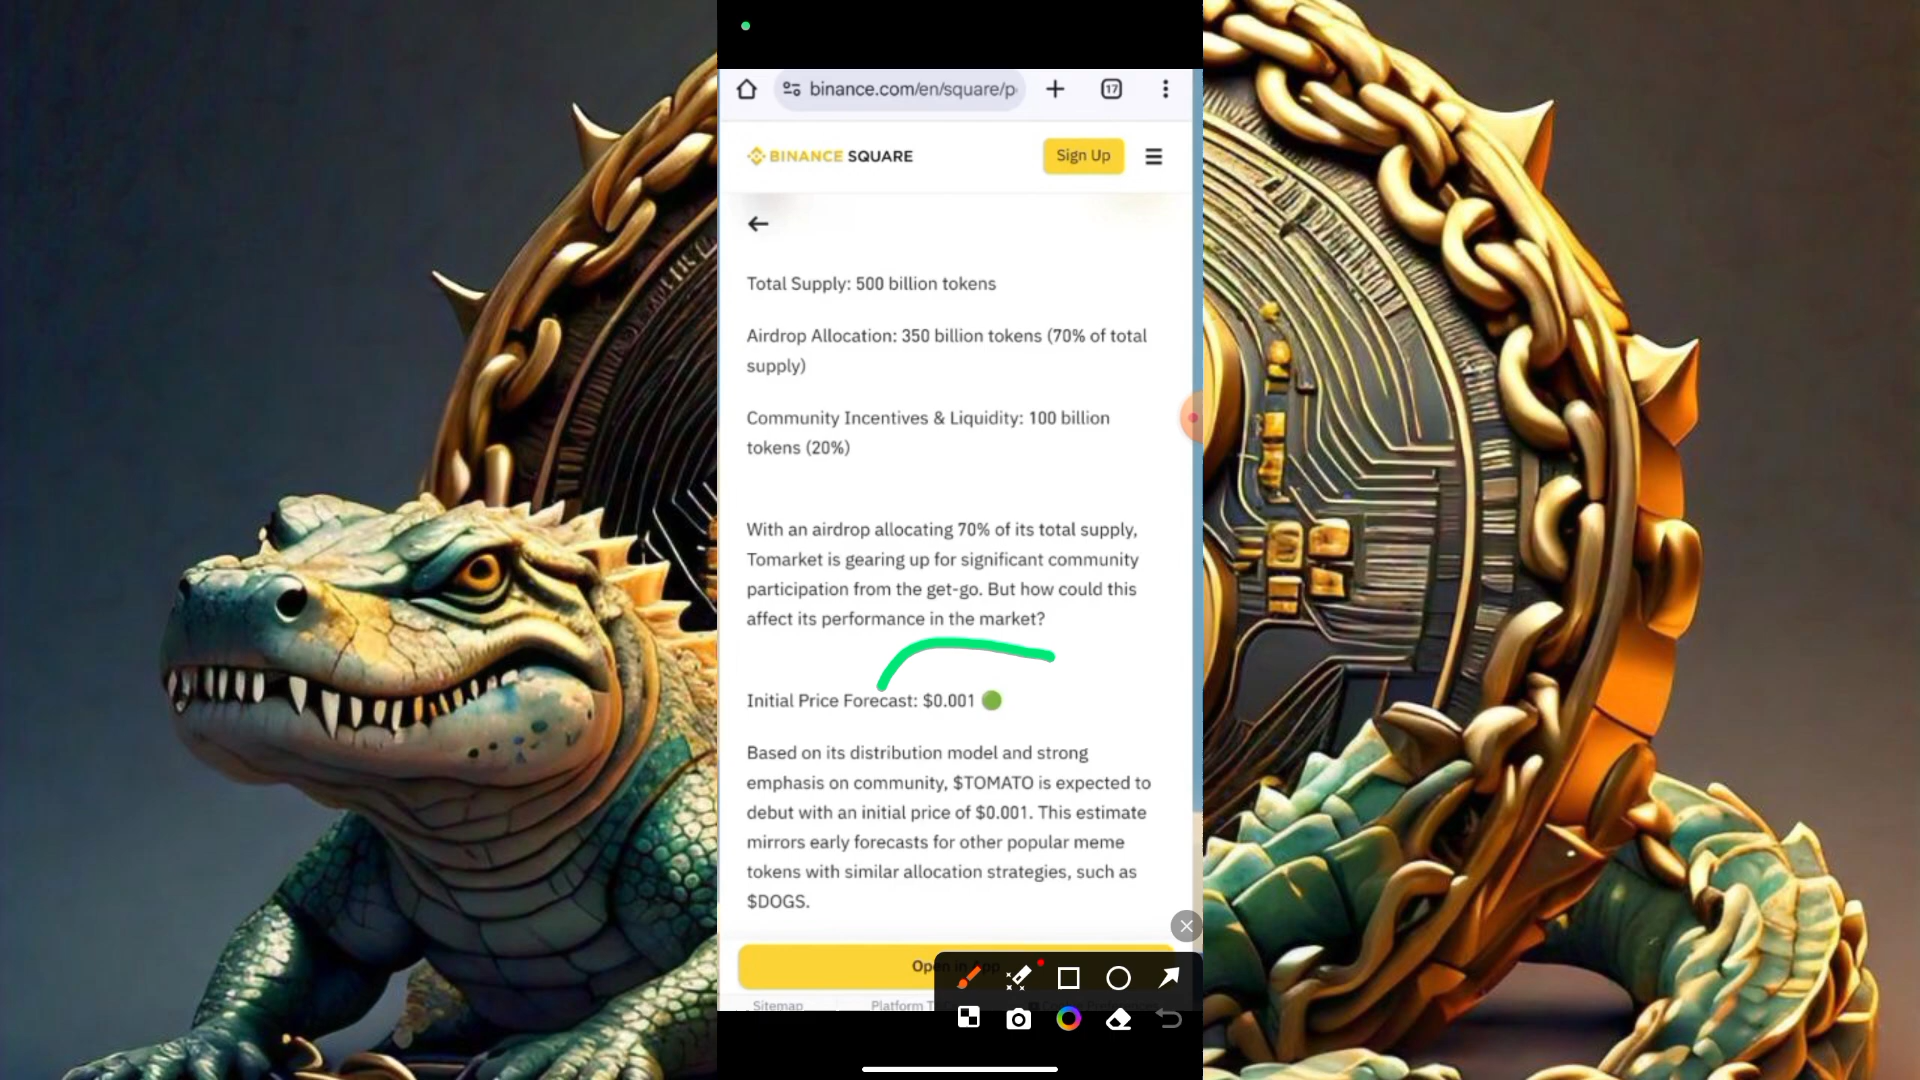 binance.com/en/square/p
17
BINANCE SQUARE
Sign Up
Total Supply: 500 billion tokens
Airdrop Allocation: 350 billion tokens (70% of total
supply)
Community Incentives & Liquidity: 100 billion
tokens (20%)
With an airdrop allocating 70% of its total supply,
Tomarket is gearing up for significant community
participation from the get-go. But how could this
affect its performance in the market?
Initial Price Forecast: $0.001
Based on its distribution model and strong
emphasis on community, $TOMATO is expected to
debut with an initial price of $0.001. This estimate
mirrors early forecasts for other popular meme
tokens with similar allocation strategies, such as
$DOGS.
Open in App
Sitemap
Platform